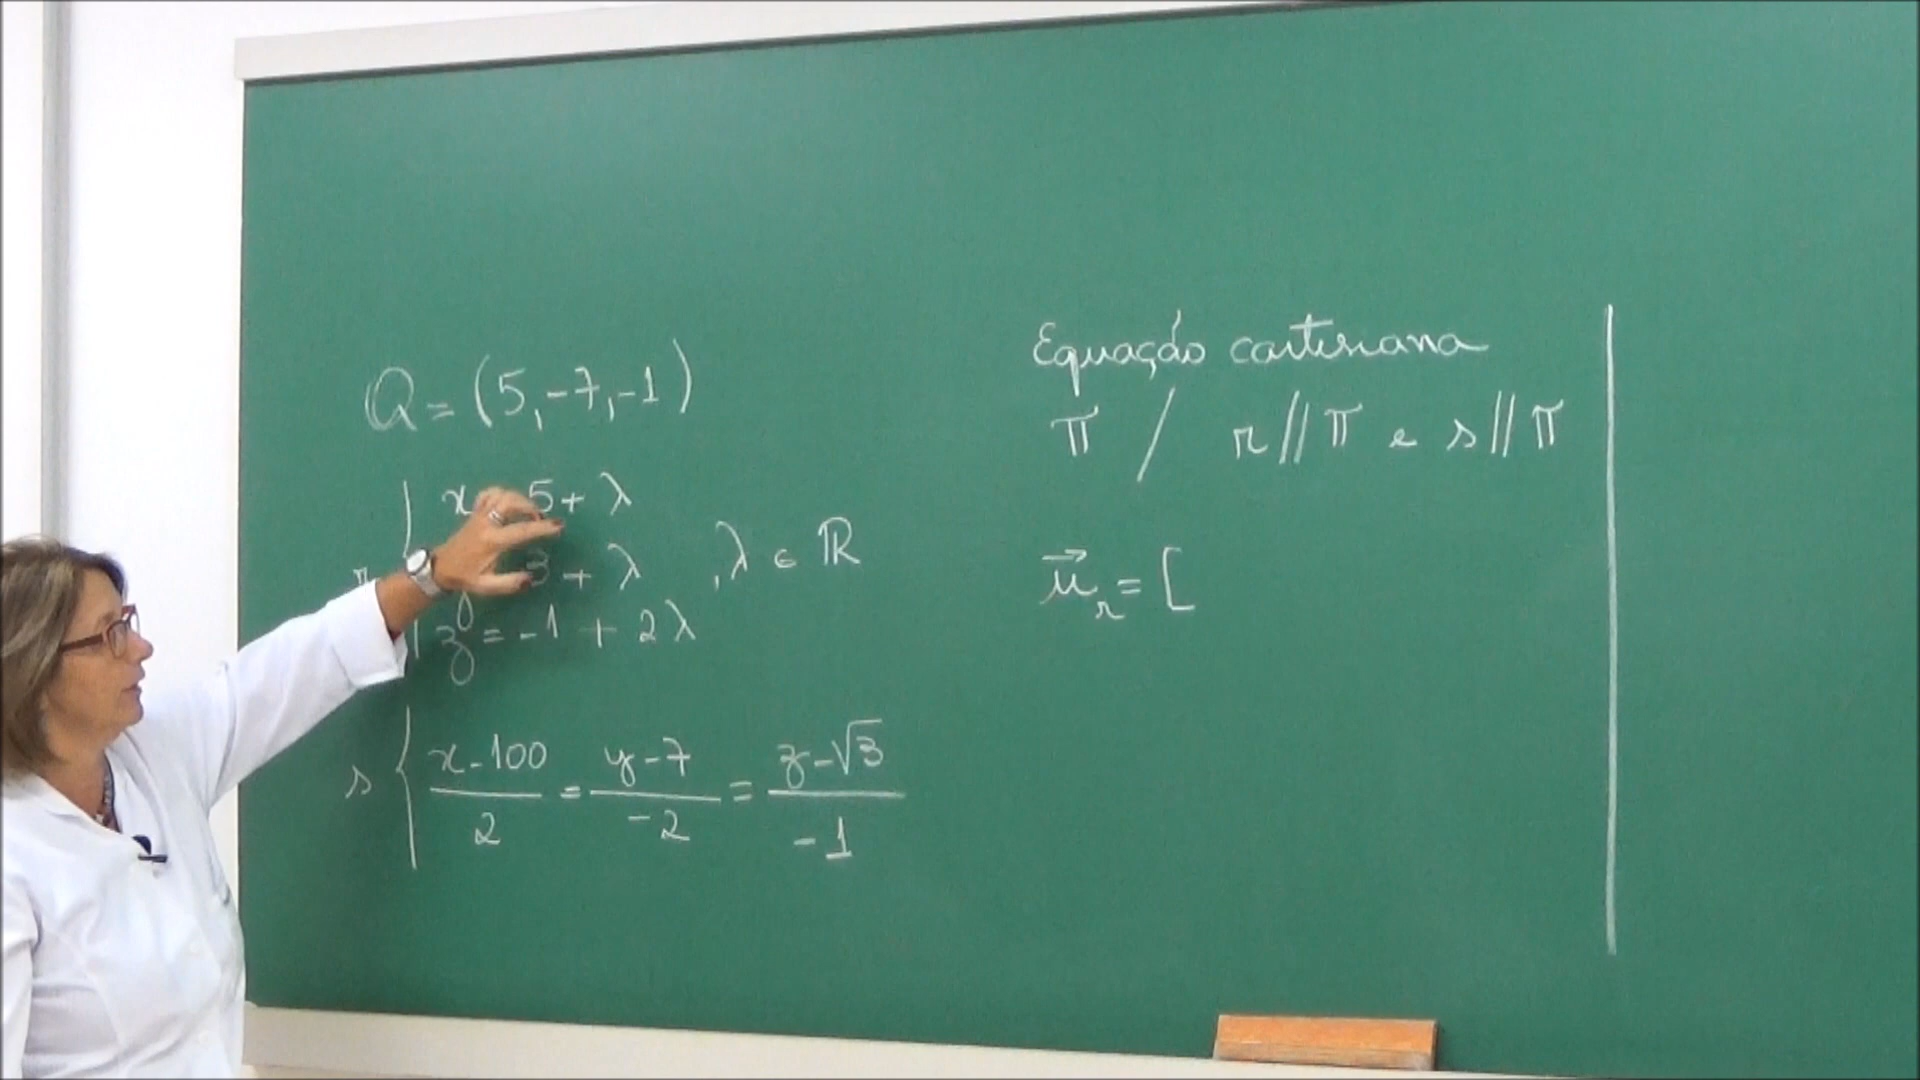 Q = (5, -7, -1)
x 5 + λ
r 3 + λ , λ ∈ ℝ
z = -1 + 2λ
s { (x - 100)/2 = (y - 7)/-2 = (z - √3)/-1
Equação cartesiana
π / r // π e s // π
u⃗r = [